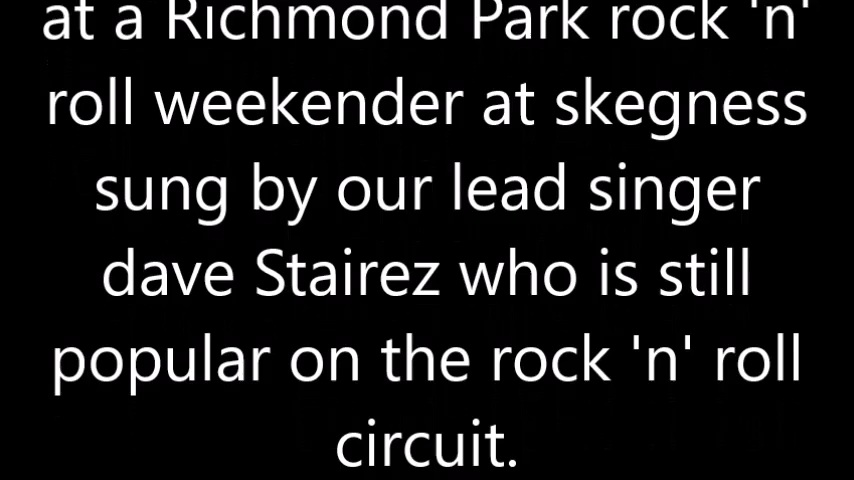 at a Richmond Park rock 'n'
roll weekender at skegness
sung by our lead singer
dave Stairez who is still
popular on the rock 'n' roll
circuit.